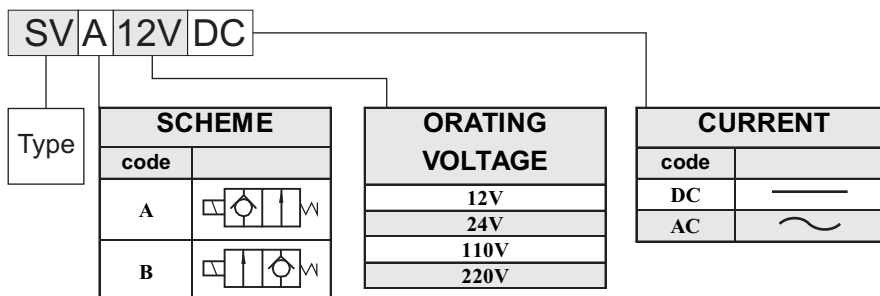 SV A 12V DC
Type
SCHEME
code
A
B
ORATING
VOLTAGE
12V
24V
110V
220V
CURRENT
code
DC
AC